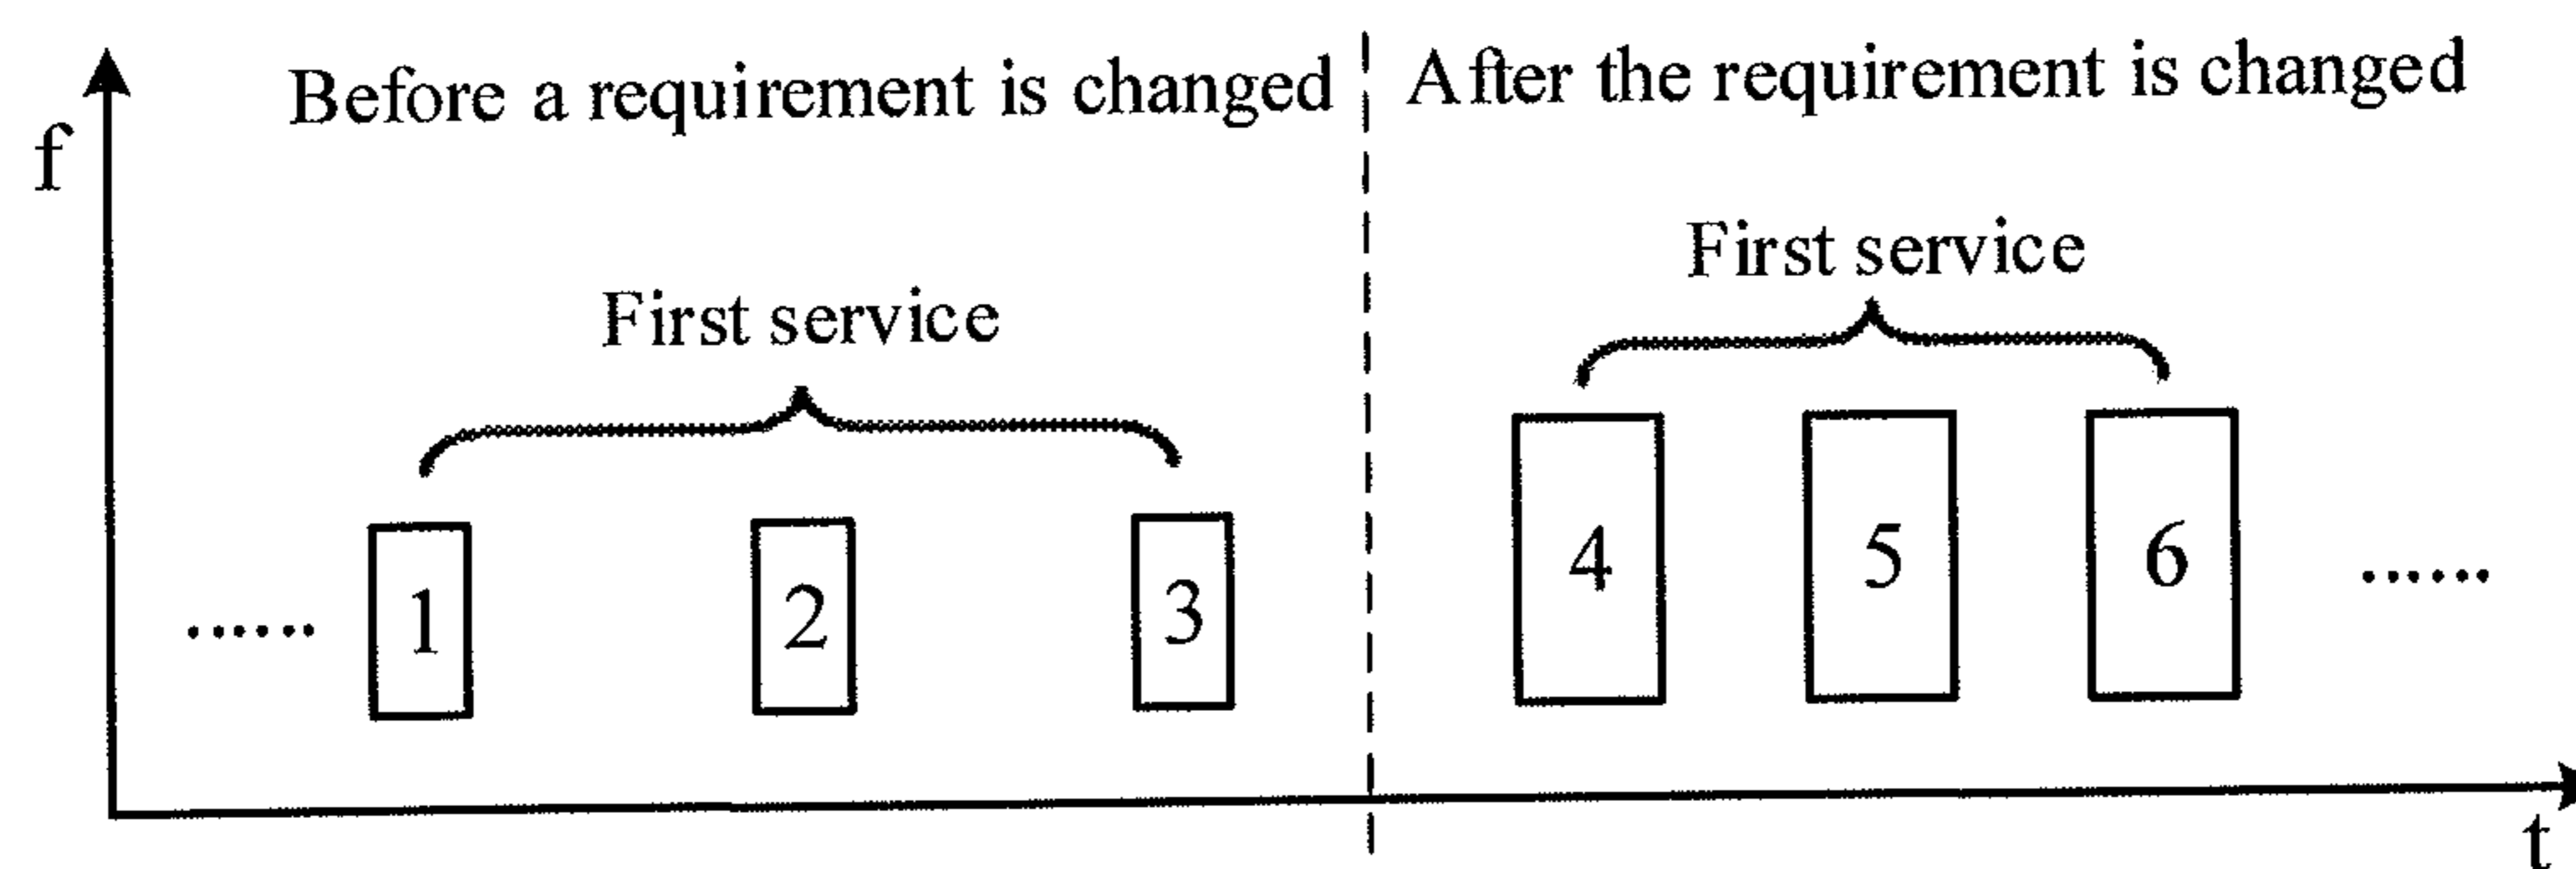 Before a requirement is changed
After the requirement is changed
f
First service
First service
1
2
3
4
5
6
......
......
t